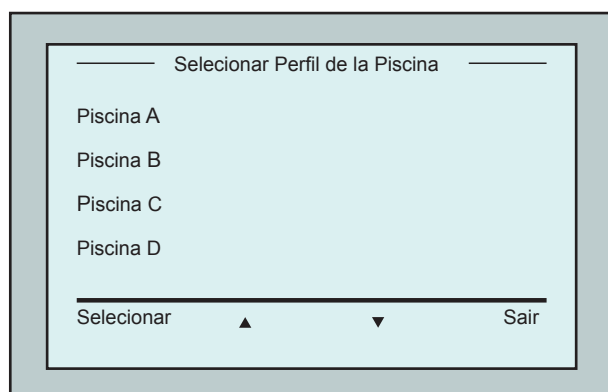 Selecionar Perfil de la Piscina
Piscina A
Piscina B
Piscina C
Piscina D
Selecionar ▲ ▼ Sair